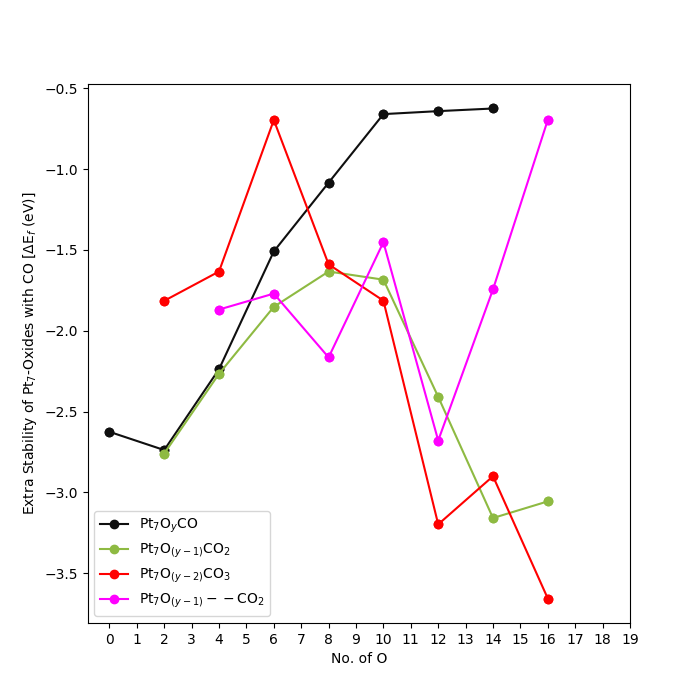 −0.5
−1.0
−1.5
−2.0
−2.5
−3.0
−3.5
Extra Stability of Pt₇-Oxides with CO [ΔE_f (eV)]
Pt₇O_yCO
Pt₇O₍y₋₁₎CO₂
Pt₇O₍y₋₂₎CO₃
Pt₇O₍y₋₁₎−−CO₂
0 1 2 3 4 5 6 7 8 9 10 11 12 13 14 15 16 17 18 19
No. of O